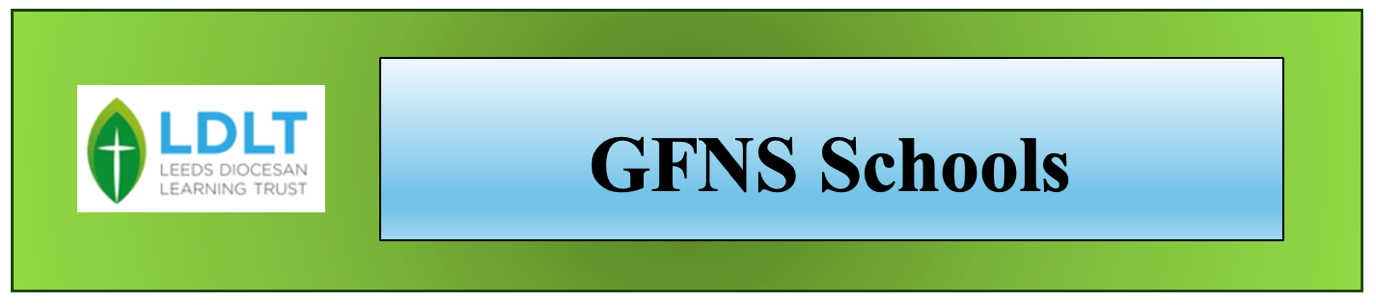 LDLT
LEEDS DIOCESAN
LEARNING TRUST
GFNS Schools